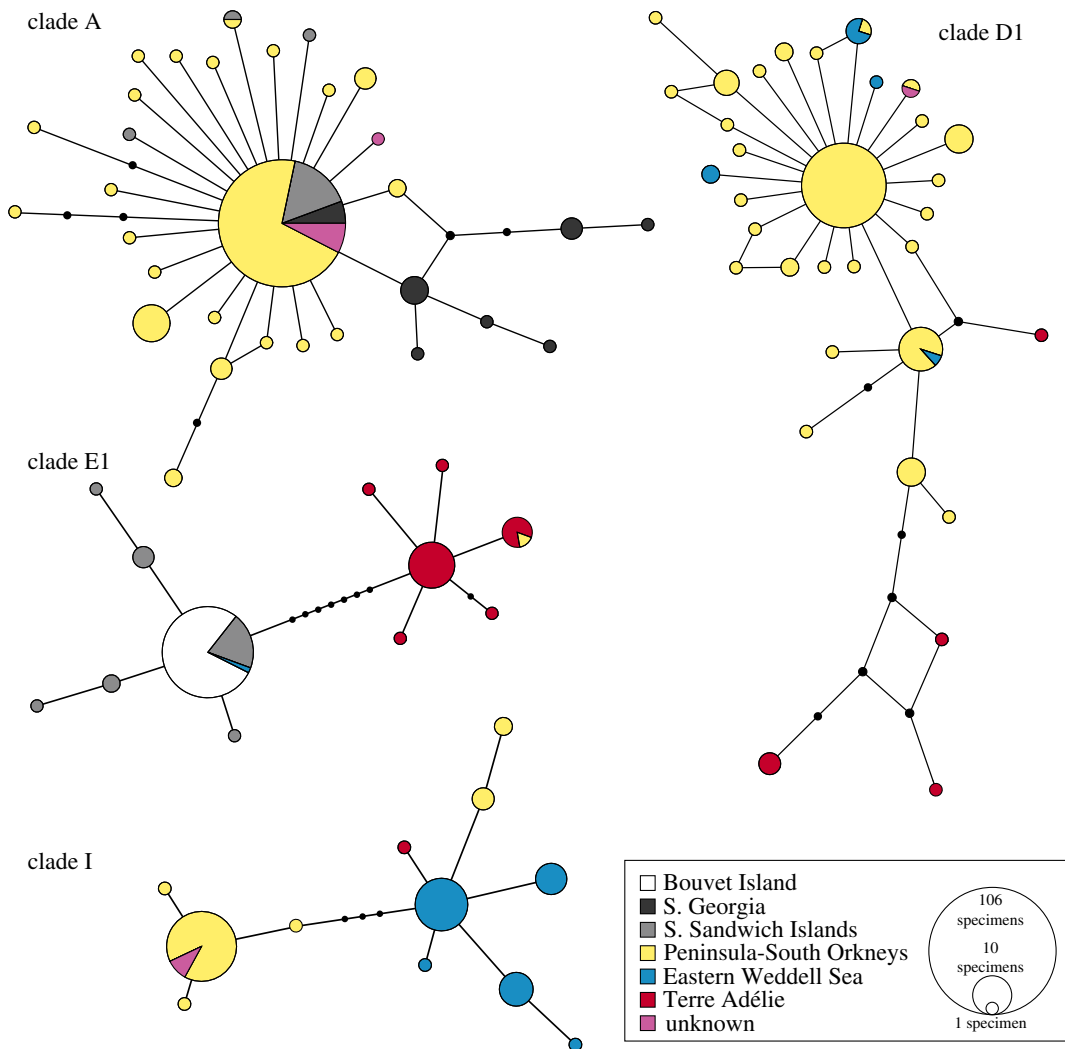 clade A
clade D1
clade E1
clade I
Bouvet Island
S. Georgia
S. Sandwich Islands
Peninsula-South Orkneys
Eastern Weddell Sea
Terre Adélie
unknown
106
specimens
10
specimens
1 specimen